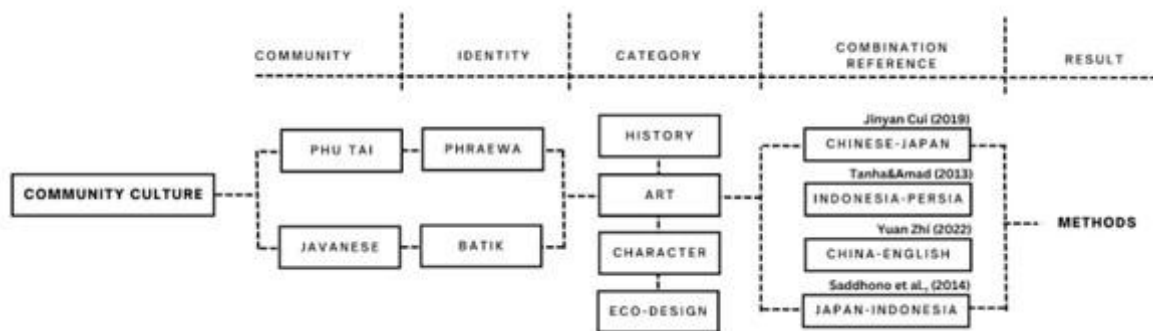 COMMUNITY
IDENTITY
CATEGORY
COMBINATION
REFERENCE
RESULT
COMMUNITY CULTURE
PHU TAI
JAVANESE
PHRAEWA
BATIK
HISTORY
ART
CHARACTER
ECO-DESIGN
Jinyan Cui (2019)
CHINESE-JAPAN
Tanha&Amad (2013)
INDONESIA-PERSIA
Yuan Zhi (2022)
CHINA-ENGLISH
Saddhono et al., (2014)
JAPAN-INDONESIA
METHODS